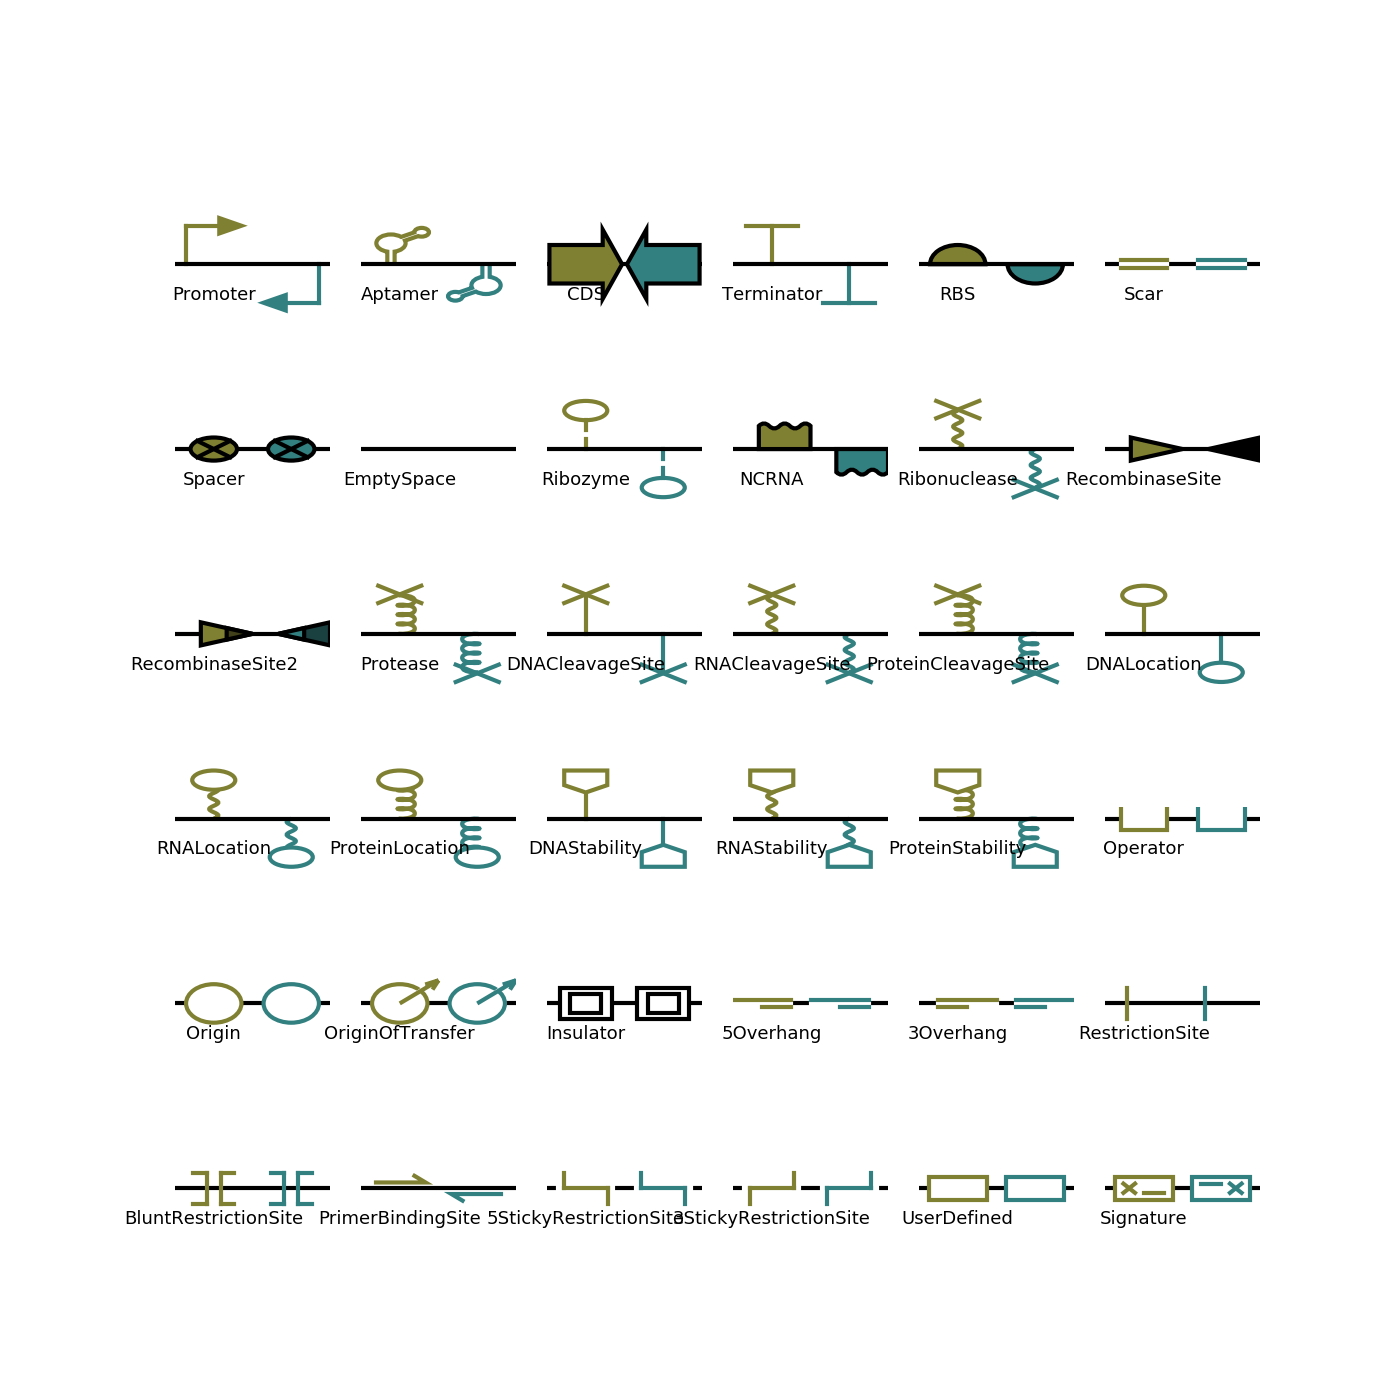 Promoter
Aptamer
CDS
Terminator
RBS
Scar
Spacer
EmptySpace
Ribozyme
NCRNA
Ribonuclease
RecombinaseSite
RecombinaseSite2
Protease
DNACleavageSite
RNACleavageSite
ProteinCleavageSite
DNALocation
RNALocation
ProteinLocation
DNAStability
RNAStability
ProteinStability
Operator
Origin
OriginOfTransfer
Insulator
5Overhang
3Overhang
RestrictionSite
BluntRestrictionSite
PrimerBindingSite
5StickyRestrictionSite
3StickyRestrictionSite
UserDefined
Signature